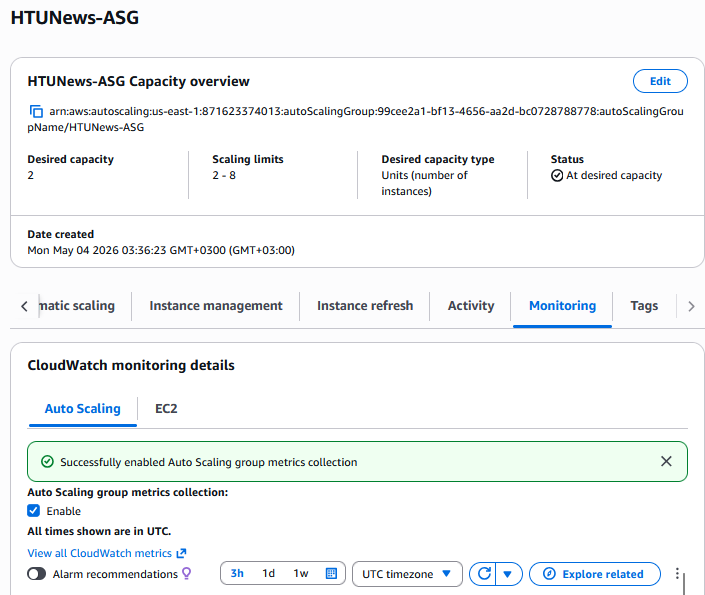 HTUNews-ASG
HTUNews-ASG Capacity overview
Edit
arn:aws:autoscaling:us-east-1:871623374013:autoScalingGroup:99cee2a1-bf13-4656-aa2d-bc0728788778:autoScalingGrou
pName/HTUNews-ASG
Desired capacity
2
Scaling limits
2 - 8
Desired capacity type
Units (number of
instances)
Status
At desired capacity
Date created
Mon May 04 2026 03:36:23 GMT+0300 (GMT+03:00)
matic scaling
Instance management
Instance refresh
Activity
Monitoring
Tags
CloudWatch monitoring details
Auto Scaling
EC2
Successfully enabled Auto Scaling group metrics collection
Auto Scaling group metrics collection:
Enable
All times shown are in UTC.
View all CloudWatch metrics
Alarm recommendations
3h
1d
1w
UTC timezone
Explore related